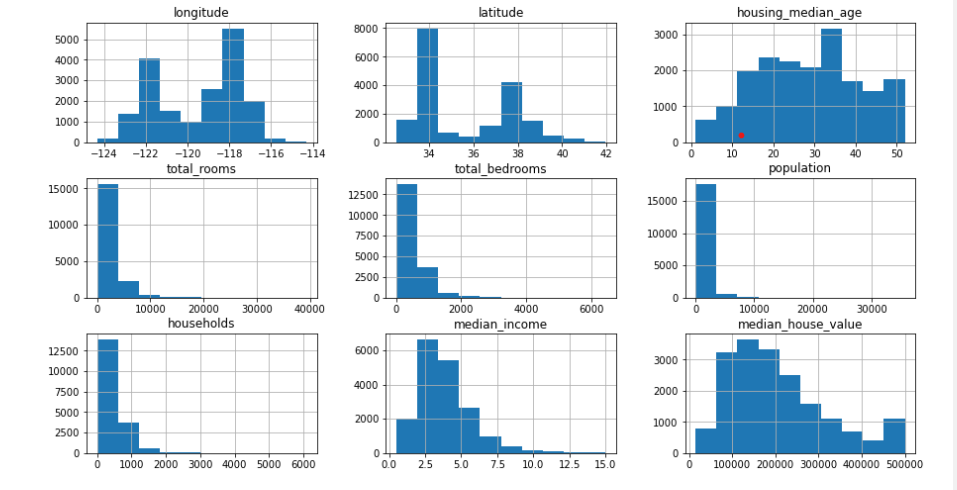 longitude
5000
4000
3000
2000
1000
0
−124 −122 −120 −118 −116 −114
latitude
8000
6000
4000
2000
0
34 36 38 40 42
housing_median_age
3000
2000
1000
0
0 10 20 30 40 50
total_rooms
15000
10000
5000
0
0 10000 20000 30000 40000
total_bedrooms
12500
10000
7500
5000
2500
0
0 2000 4000 6000
population
15000
10000
5000
0
0 10000 20000 30000
households
12500
10000
7500
5000
2500
0
0 1000 2000 3000 4000 5000 6000
median_income
6000
4000
2000
0
0.0 2.5 5.0 7.5 10.0 12.5 15.0
median_house_value
3000
2000
1000
0
0 100000 200000 300000 400000 500000